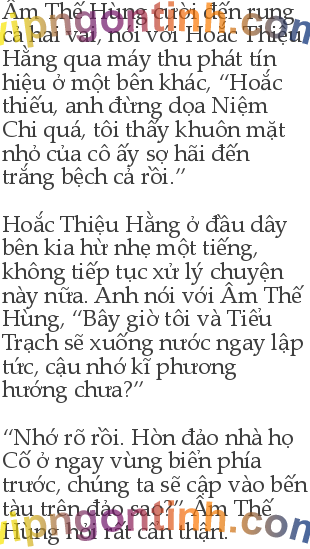 Âm Thế Hùng cười đến rung
cả hai vai, nói với Hoắc Thiệu
Hằng qua máy thu phát tín
hiệu ở một bên khác, “Hoắc
thiếu, anh đừng dọa Niệm
Chi quá, tôi thấy khuôn mặt
nhỏ của cô ấy sợ hãi đến
trắng bệch cả rồi.”
Hoắc Thiệu Hằng ở đầu dây
bên kia hừ nhẹ một tiếng,
không tiếp tục xử lý chuyện
này nữa. Anh nói với Âm Thế
Hùng, “Bây giờ tôi và Tiểu
Trạch sẽ xuống nước ngay lập
tức, cậu nhớ kĩ phương
hướng chưa?”
“Nhớ rõ rồi. Hòn đảo nhà họ
Cố ở ngay vùng biển phía
trước, chúng ta sẽ cập vào bến
tàu trên đảo sao?” Âm Thế
Hùng hỏi rất cẩn thận.
vipngontinh.com
vipngontinh.com